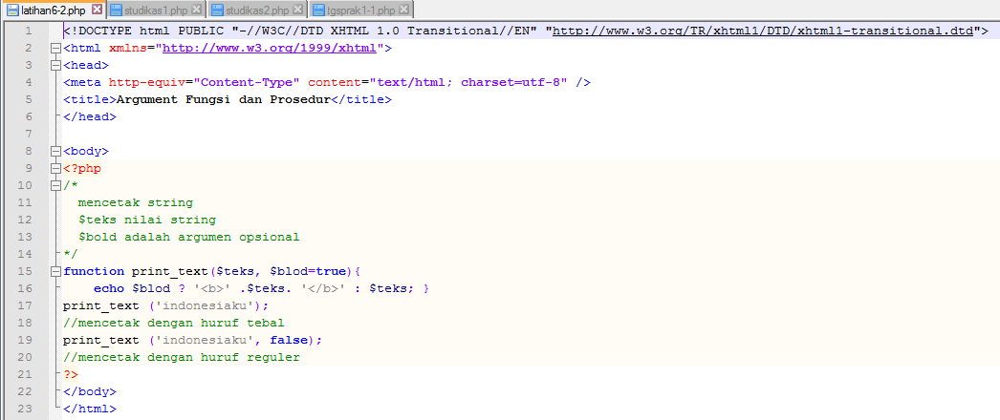 latihan6-2.php studikas1.php studikas2.php tgsprak1-1.php
1 <!DOCTYPE html PUBLIC "-//W3C//DTD XHTML 1.0 Transitional//EN" "http://www.w3.org/TR/xhtml1/DTD/xhtml1-transitional.dtd">
2 <html xmlns="http://www.w3.org/1999/xhtml">
3 <head>
4 <meta http-equiv="Content-Type" content="text/html; charset=utf-8" />
5 <title>Argument Fungsi dan Prosedur</title>
6 </head>
7
8 <body>
9 <?php
10 /*
11 mencetak string
12 $teks nilai string
13 $bold adalah argumen opsional
14 */
15 function print_text($teks, $blod=true){
16 echo $blod ? '<b>' .$teks. '</b>' : $teks; }
17 print_text ('indonesiaku');
18 //mencetak dengan huruf tebal
19 print_text ('indonesiaku', false);
20 //mencetak dengan huruf reguler
21 ?>
22 </body>
23 </html>